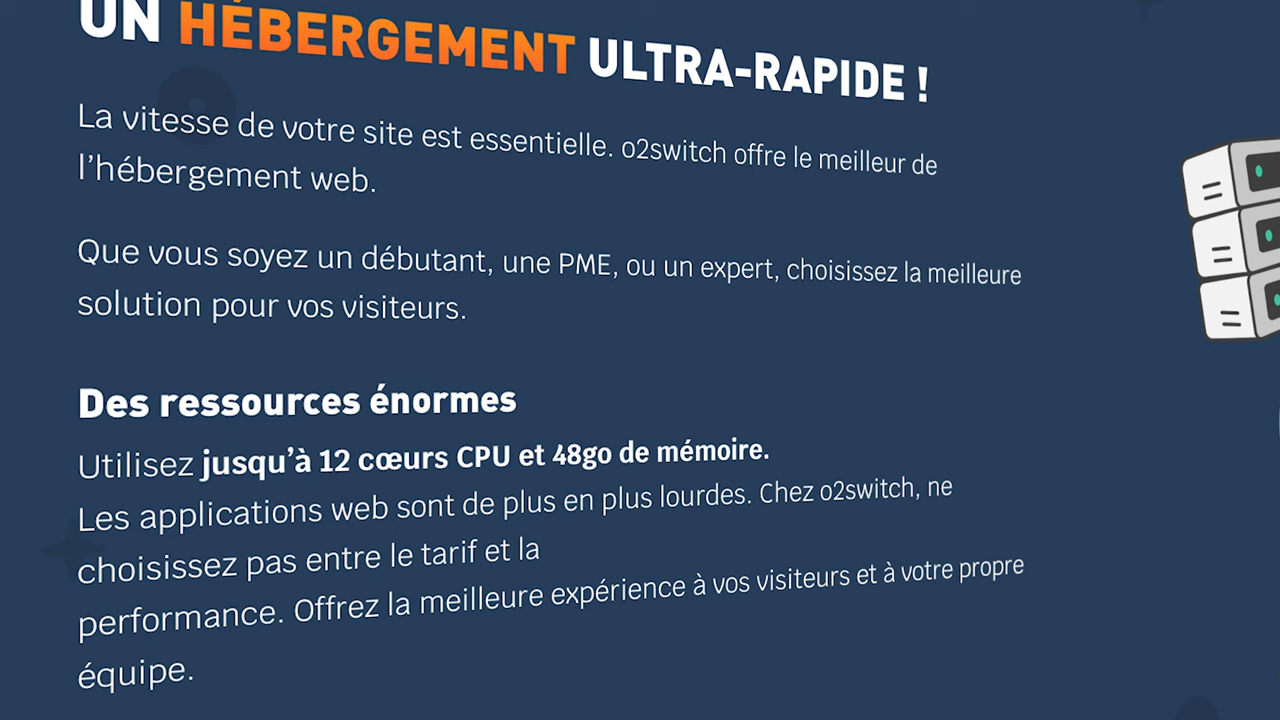 UN HÉBERGEMENT ULTRA-RAPIDE !
La vitesse de votre site est essentielle. o2switch offre le meilleur de
l’hébergement web.
Que vous soyez un débutant, une PME, ou un expert, choisissez la meilleure
solution pour vos visiteurs.
Des ressources énormes
Utilisez jusqu’à 12 cœurs CPU et 48go de mémoire.
Les applications web sont de plus en plus lourdes. Chez o2switch, ne
choisissez pas entre le tarif et la
performance. Offrez la meilleure expérience à vos visiteurs et à votre propre
équipe.